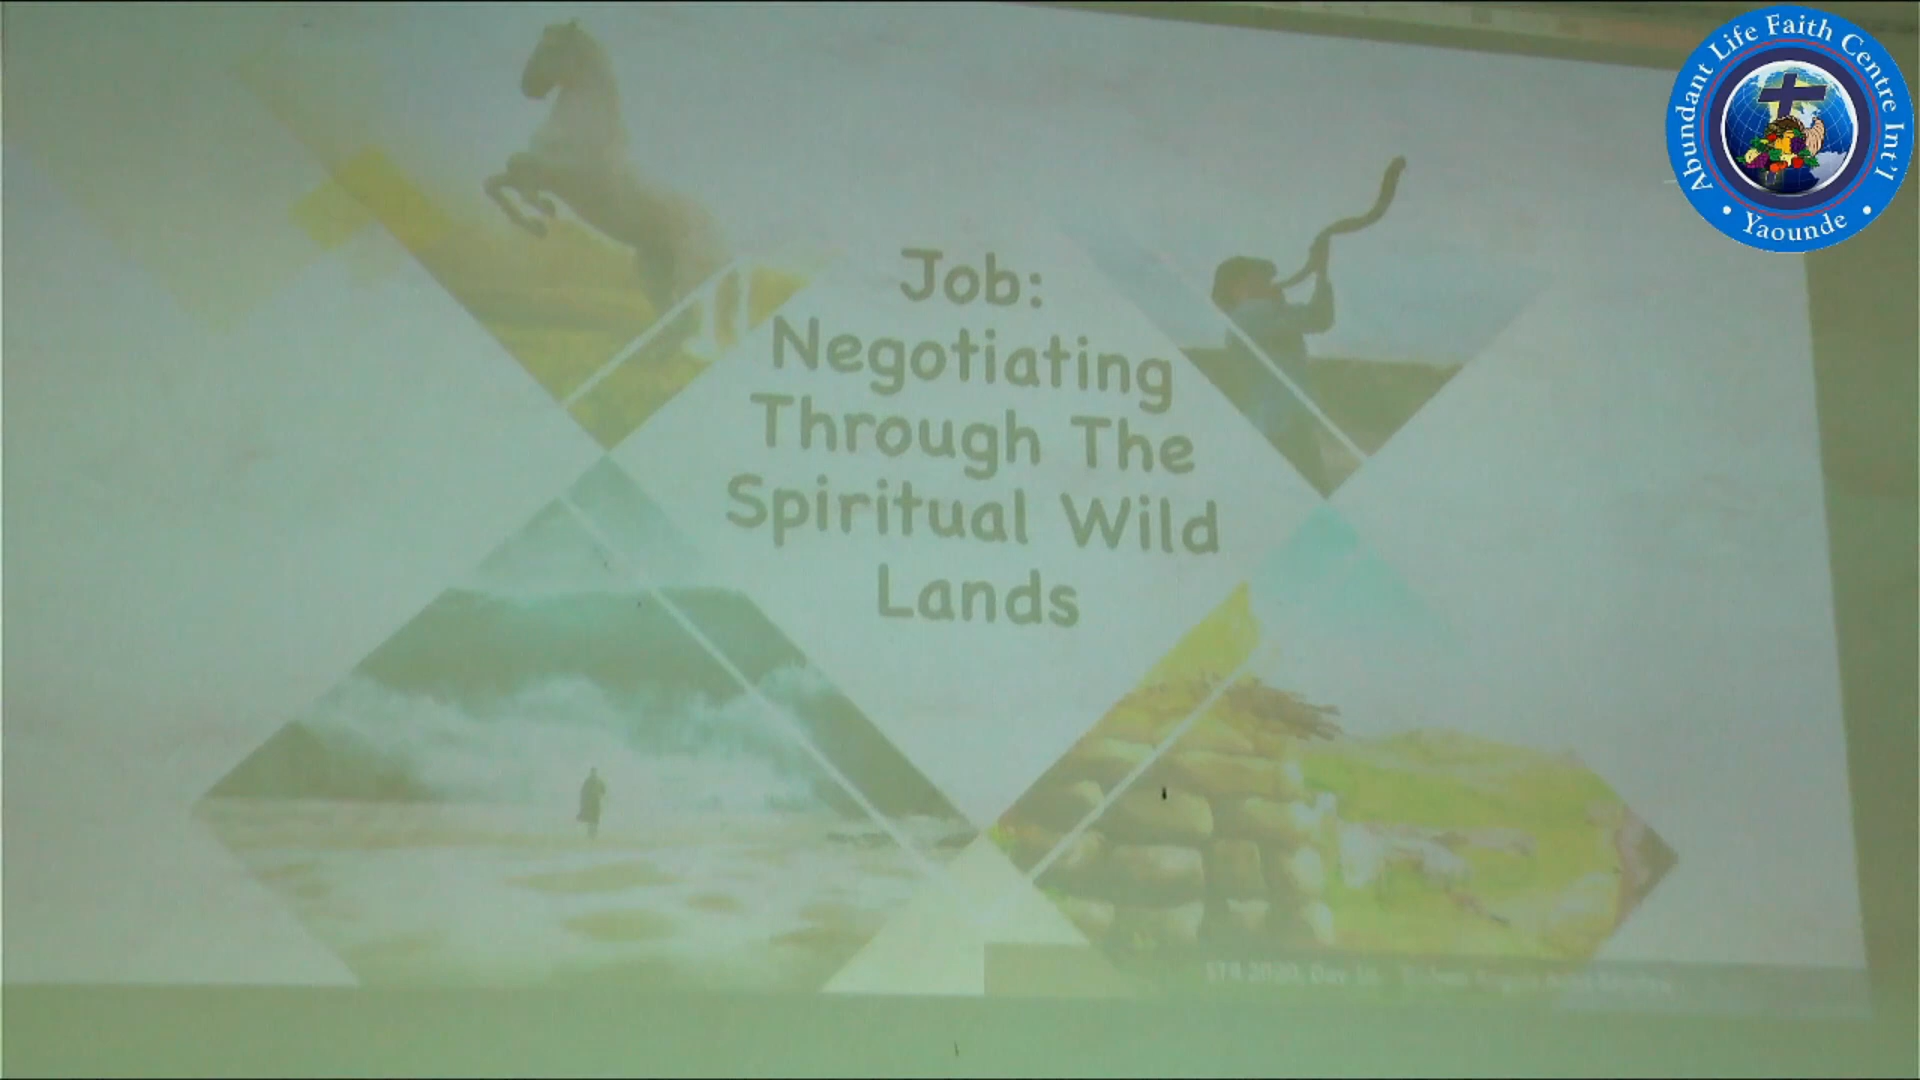 Job:
Negotiating
Through The
Spiritual Wild
Lands
Abundant Life Faith Centre Int'l
• Yaounde •